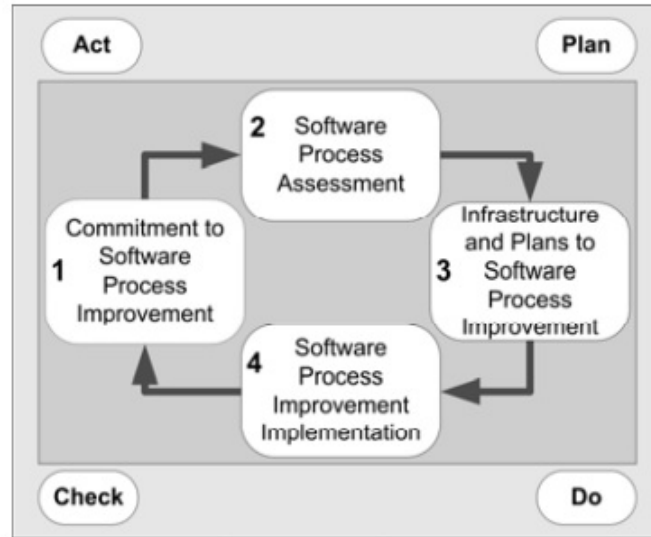 Act
Plan
2 Software
Process
Assessment
Commitment to
1 Software
Process
Improvement
Infrastructure
and Plans to
3 Software
Process
Improvement
4 Software
Process
Improvement
Implementation
Check
Do